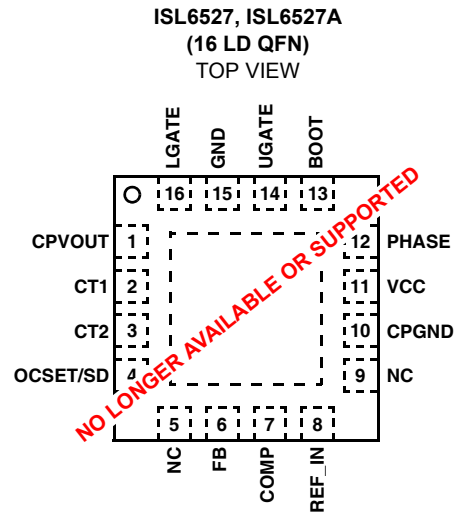 ISL6527, ISL6527A
(16 LD QFN)
TOP VIEW
LGATE
GND
UGATE
BOOT
16
15
14
13
CPVOUT 1
CT1 2
CT2 3
OCSET/SD 4
12 PHASE
11 VCC
10 CPGND
9 NC
5
6
7
8
NC
FB
COMP
REF_IN
NO LONGER AVAILABLE OR SUPPORTED